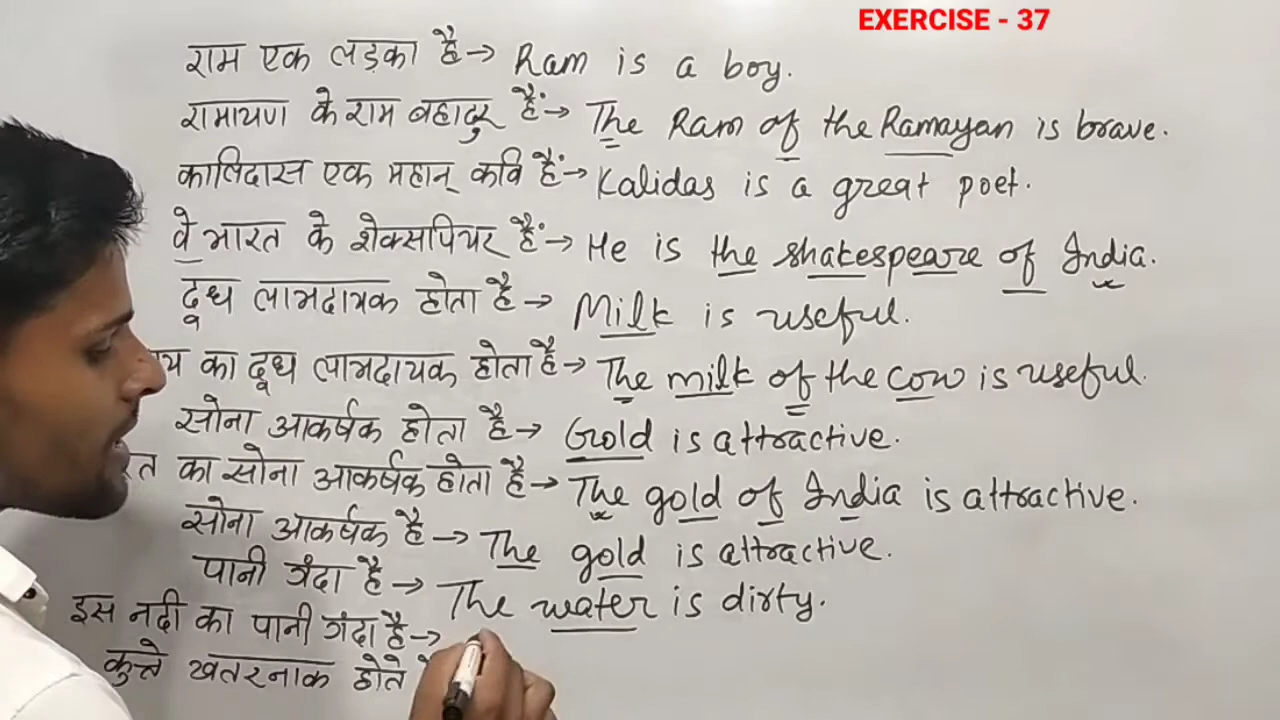 EXERCISE - 37
राम एक लड़का है → Ram is a boy.
रामायण के राम बहादुर हैं → The Ram of the Ramayan is brave.
कालिदास एक महान् कवि हैं → Kalidas is a great poet.
वे भारत के शेक्सपियर हैं → He is the shakespeare of India.
दूध लाभदायक होता है → Milk is useful.
का दूध लाभदायक होता है → The milk of the cow is useful.
सोना आकर्षक होता है → Gold is attractive.
का सोना आकर्षक होता है → The gold of India is attractive.
सोना आकर्षक है → The gold is attractive.
पानी गंदा है → The water is dirty.
इस नदी का पानी गंदा है →
कुत्ते खतरनाक होते